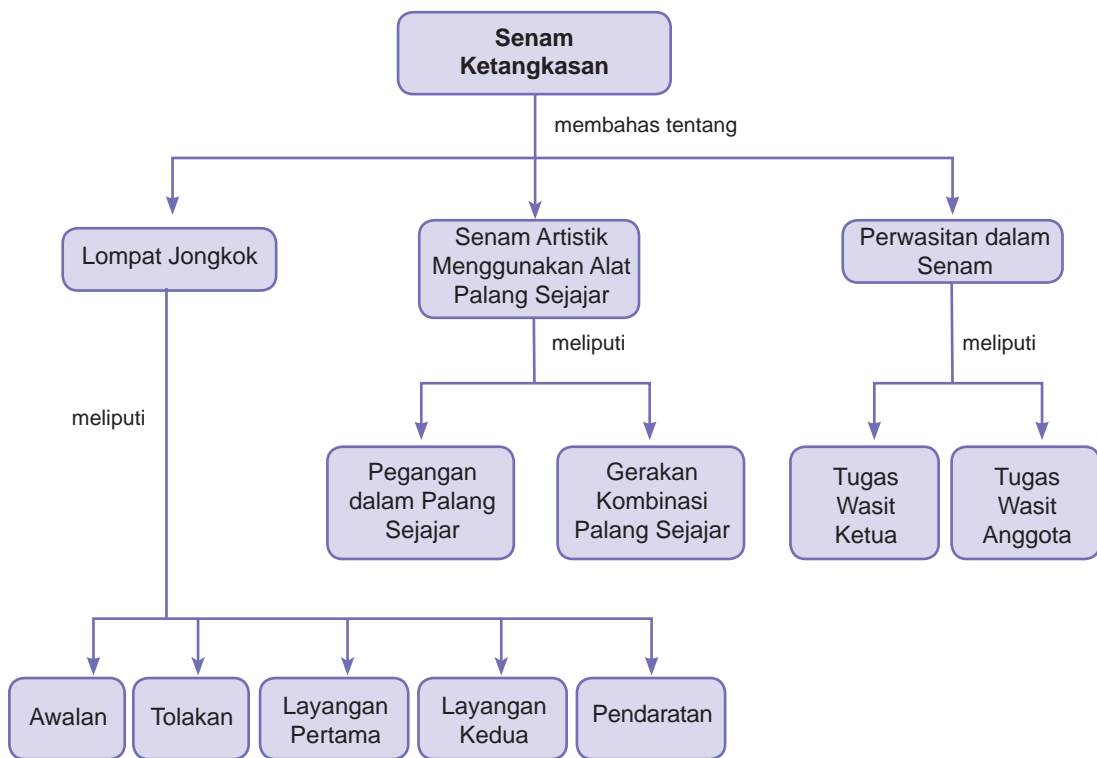 Senam
Ketangkasan
membahas tentang
Lompat Jongkok
Senam Artistik
Menggunakan Alat
Palang Sejajar
Perwasitan dalam
Senam
meliputi
meliputi
meliputi
Pegangan
dalam Palang
Sejajar
Gerakan
Kombinasi
Palang Sejajar
Tugas
Wasit
Ketua
Tugas
Wasit
Anggota
Awalan
Tolakan
Layangan
Pertama
Layangan
Kedua
Pendaratan